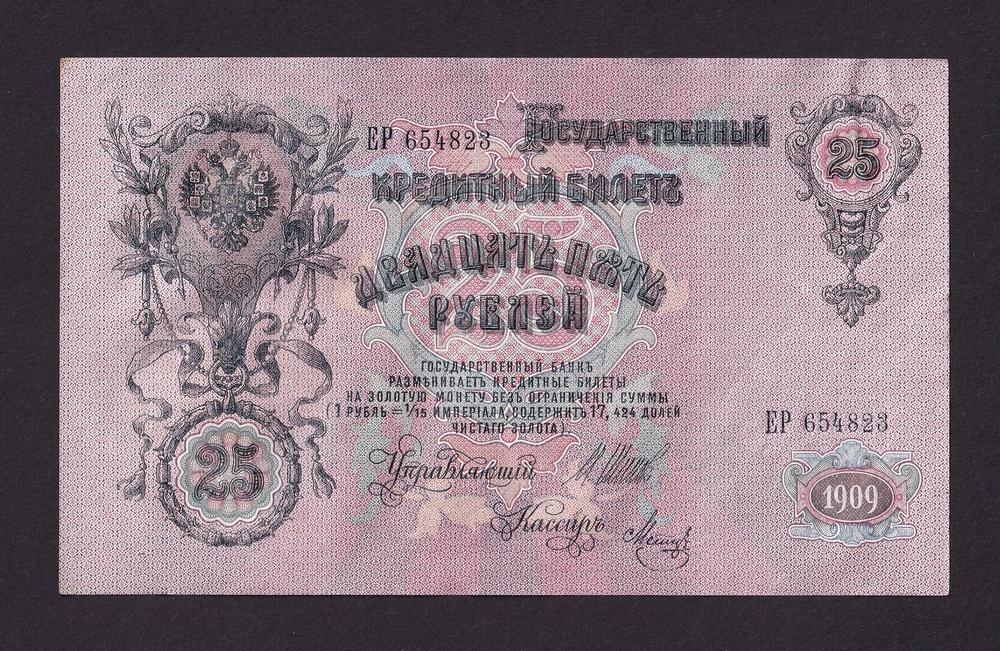 ЕР 654823
Государственный
КРЕДИТНЫЙ БИЛЕТЪ
25
ДВАДЦАТЬ ПЯТЬ
РУБЛЕЙ
25
ГОСУДАРСТВЕННЫЙ БАНКЪ
РАЗМѢНИВАЕТЪ КРЕДИТНЫЕ БИЛЕТЫ
НА ЗОЛОТУЮ МОНЕТУ БЕЗЪ ОГРАНИЧЕНІЯ СУММЫ
(1 РУБЛЬ = 1/15 ИМПЕРІАЛА, СОДЕРЖИТЪ 17, 424 ДОЛЕЙ
ЧИСТАГО ЗОЛОТА).
ЕР 654823
25
Управляющій
1909
Кассиръ